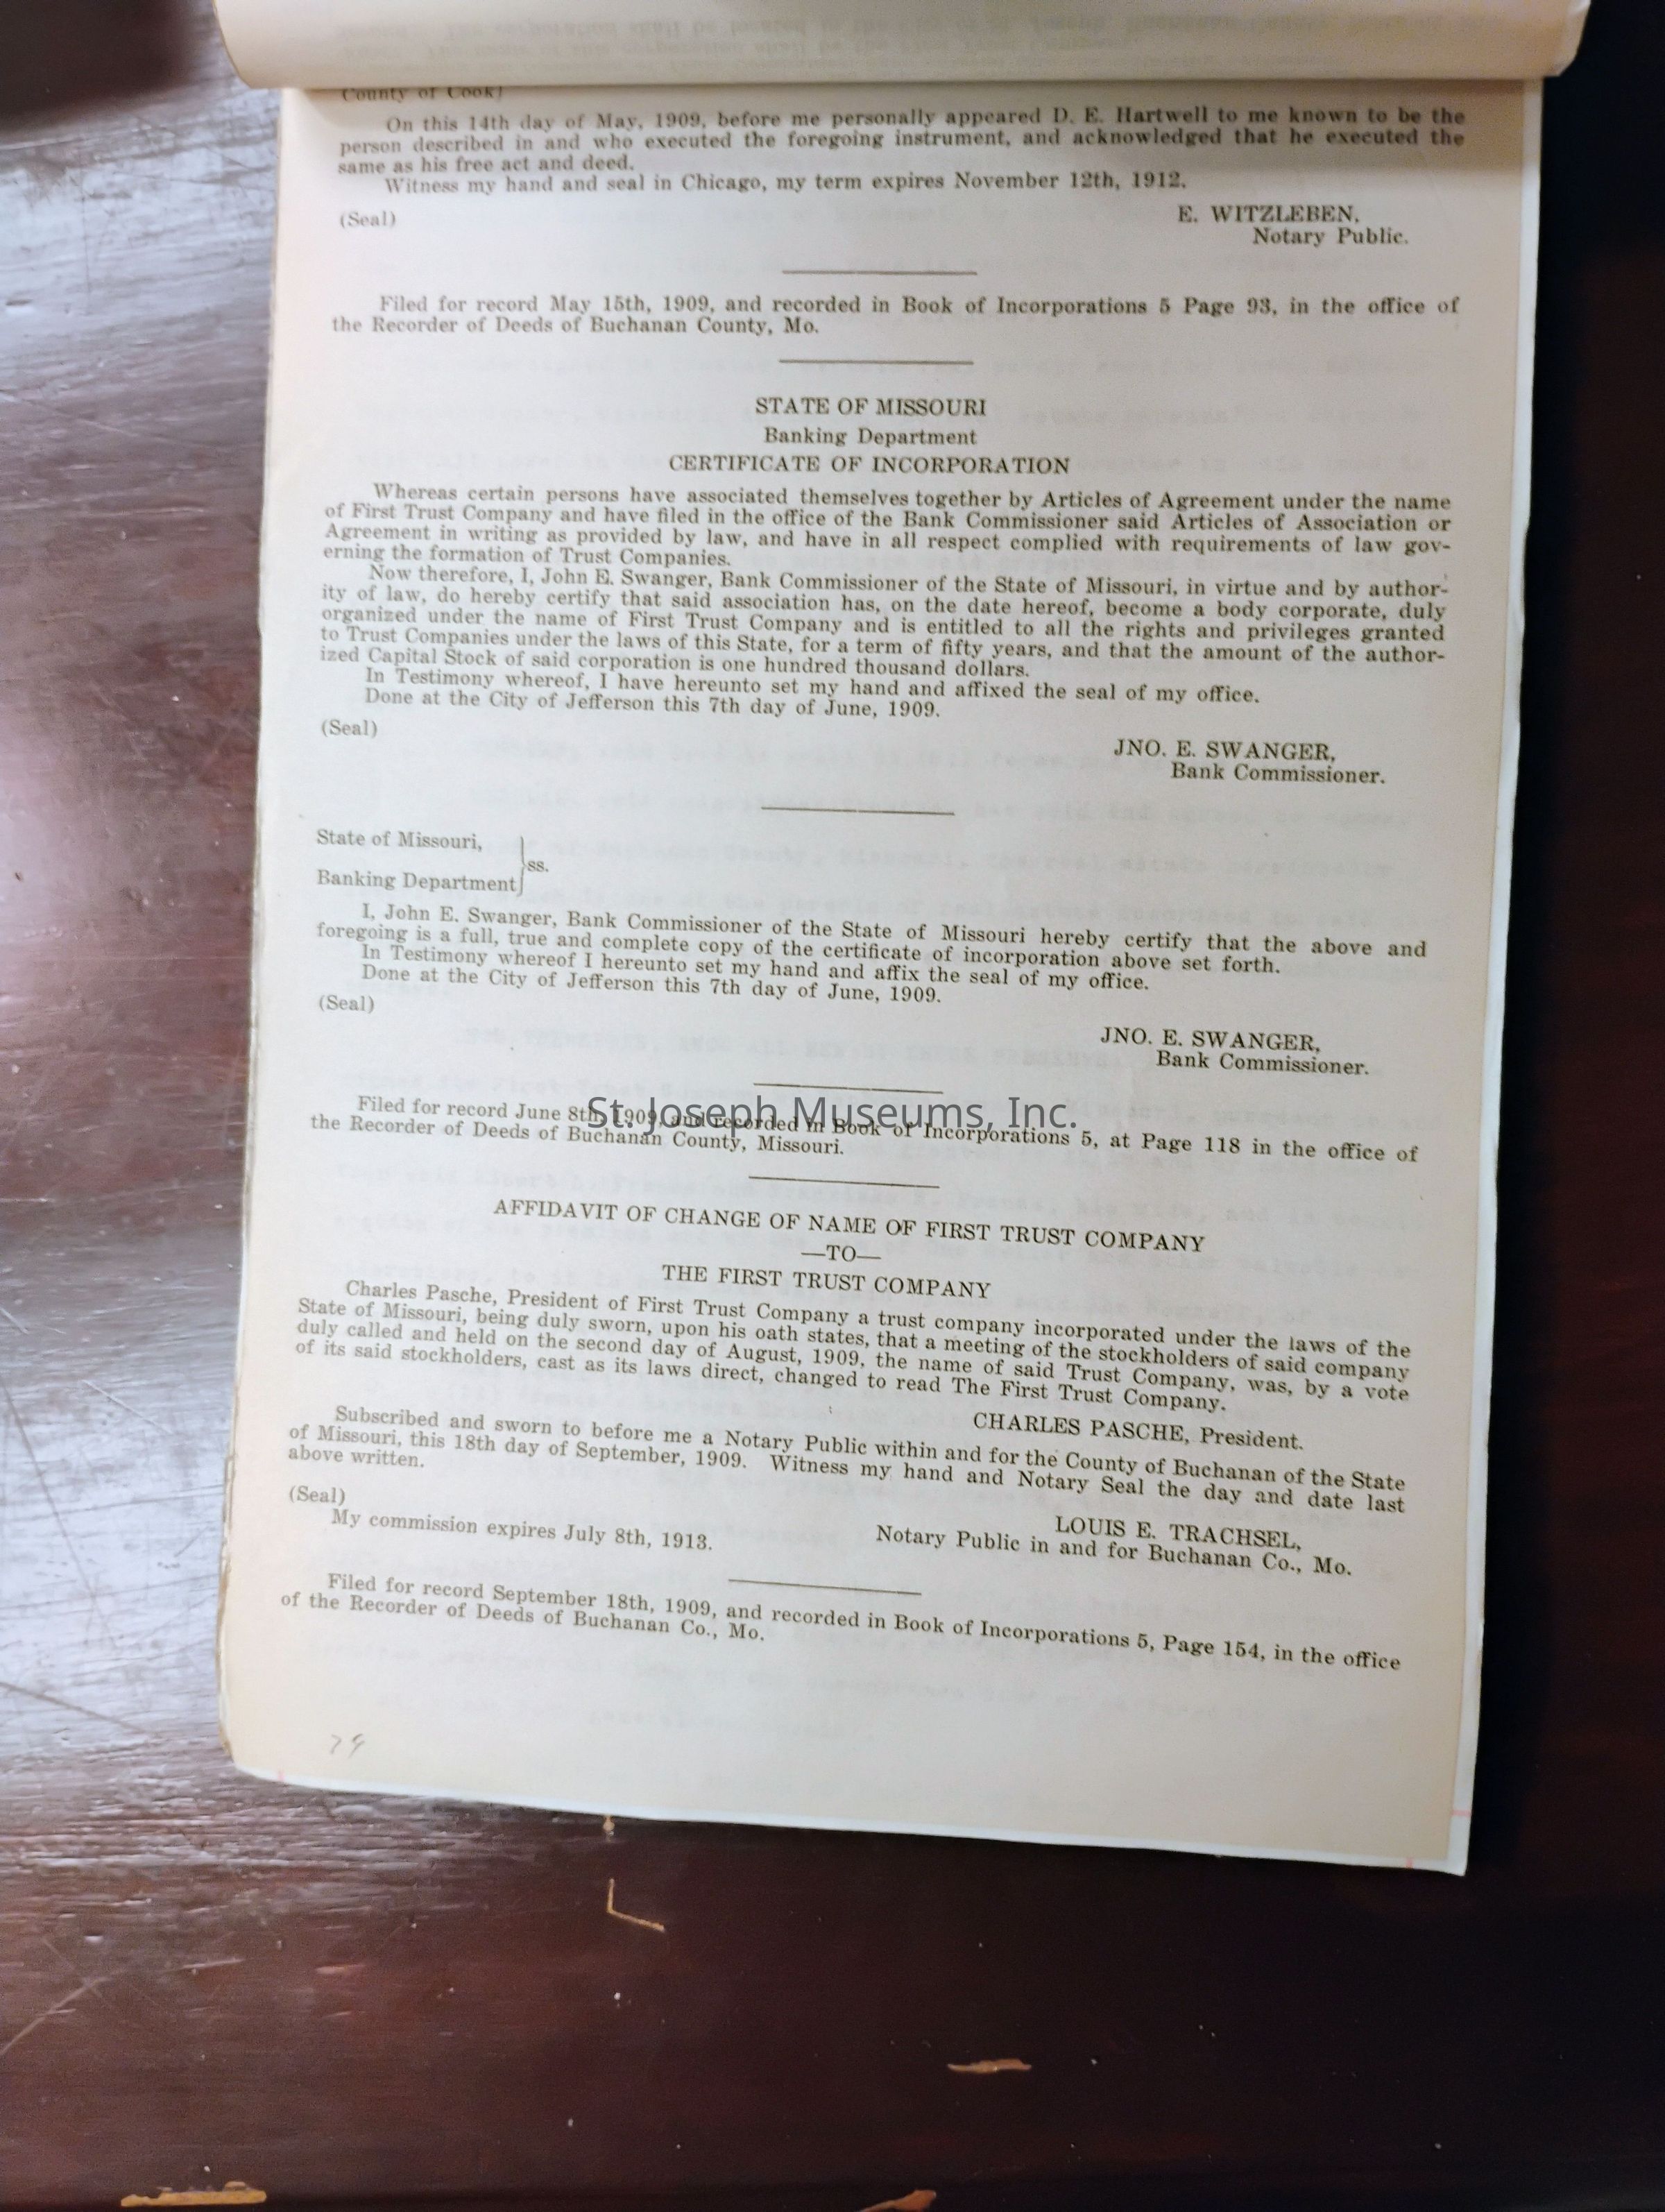 County of Cook)
On this 14th day of May, 1909, before me personally appeared D. E. Hartwell to me known to be the
person described in and who executed the foregoing instrument, and acknowledged that he executed the
same as his free act and deed.
Witness my hand and seal in Chicago, my term expires November 12th, 1912.
(Seal)
E. WITZLEBEN,
Notary Public.
Filed for record May 15th, 1909, and recorded in Book of Incorporations 5 Page 93, in the office of
the Recorder of Deeds of Buchanan County, Mo.
STATE OF MISSOURI
Banking Department
CERTIFICATE OF INCORPORATION
Whereas certain persons have associated themselves together by Articles of Agreement under the name
of First Trust Company and have filed in the office of the Bank Commissioner said Articles of Association or
Agreement in writing as provided by law, and have in all respect complied with requirements of law gov-
erning the formation of Trust Companies.
Now therefore, I, John E. Swanger, Bank Commissioner of the State of Missouri, in virtue and by author-
ity of law, do hereby certify that said association has, on the date hereof, become a body corporate, duly
organized under the name of First Trust Company and is entitled to all the rights and privileges granted
to Trust Companies under the laws of this State, for a term of fifty years, and that the amount of the author-
ized Capital Stock of said corporation is one hundred thousand dollars.
In Testimony whereof, I have hereunto set my hand and affixed the seal of my office.
Done at the City of Jefferson this 7th day of June, 1909.
(Seal)
JNO. E. SWANGER,
Bank Commissioner.
State of Missouri,
ss.
Banking Department
I, John E. Swanger, Bank Commissioner of the State of Missouri hereby certify that the above and
foregoing is a full, true and complete copy of the certificate of incorporation above set forth.
In Testimony whereof I hereunto set my hand and affix the seal of my office.
Done at the City of Jefferson this 7th day of June, 1909.
(Seal)
JNO. E. SWANGER,
Bank Commissioner.
St. Joseph Museums, Inc.
Filed for record June 8th, 1909, and recorded in Book of Incorporations 5, at Page 118 in the office of
the Recorder of Deeds of Buchanan County, Missouri.
AFFIDAVIT OF CHANGE OF NAME OF FIRST TRUST COMPANY
—TO—
THE FIRST TRUST COMPANY
Charles Pasche, President of First Trust Company a trust company incorporated under the laws of the
State of Missouri, being duly sworn, upon his oath states, that a meeting of the stockholders of said company
duly called and held on the second day of August, 1909, the name of said Trust Company, was, by a vote
of its said stockholders, cast as its laws direct, changed to read The First Trust Company.
CHARLES PASCHE, President.
Subscribed and sworn to before me a Notary Public within and for the County of Buchanan of the State
of Missouri, this 18th day of September, 1909. Witness my hand and Notary Seal the day and date last
above written.
(Seal)
LOUIS E. TRACHSEL,
My commission expires July 8th, 1913.
Notary Public in and for Buchanan Co., Mo.
Filed for record September 18th, 1909, and recorded in Book of Incorporations 5, Page 154, in the office
of the Recorder of Deeds of Buchanan Co., Mo.